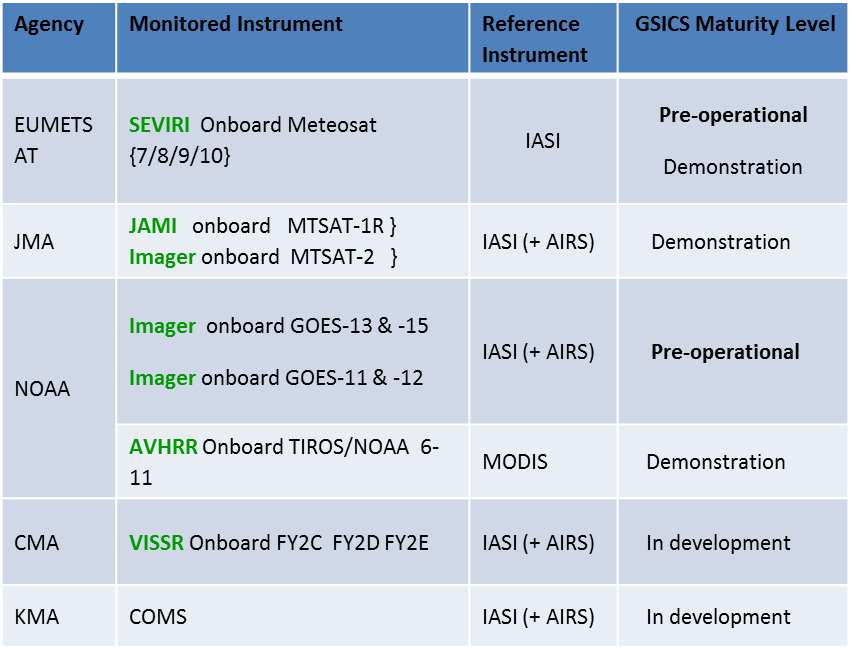 Agency
Monitored Instrument
Reference
Instrument
GSICS Maturity Level
EUMETS
AT
SEVIRI Onboard Meteosat
{7/8/9/10}
IASI
Pre-operational
Demonstration
JMA
JAMI onboard MTSAT-1R }
Imager onboard MTSAT-2 }
IASI (+ AIRS)
Demonstration
NOAA
Imager onboard GOES-13 & -15
Imager onboard GOES-11 & -12
IASI (+ AIRS)
Pre-operational
AVHRR Onboard TIROS/NOAA 6-
11
MODIS
Demonstration
CMA
VISSR Onboard FY2C FY2D FY2E
IASI (+ AIRS)
In development
KMA
COMS
IASI (+ AIRS)
In development